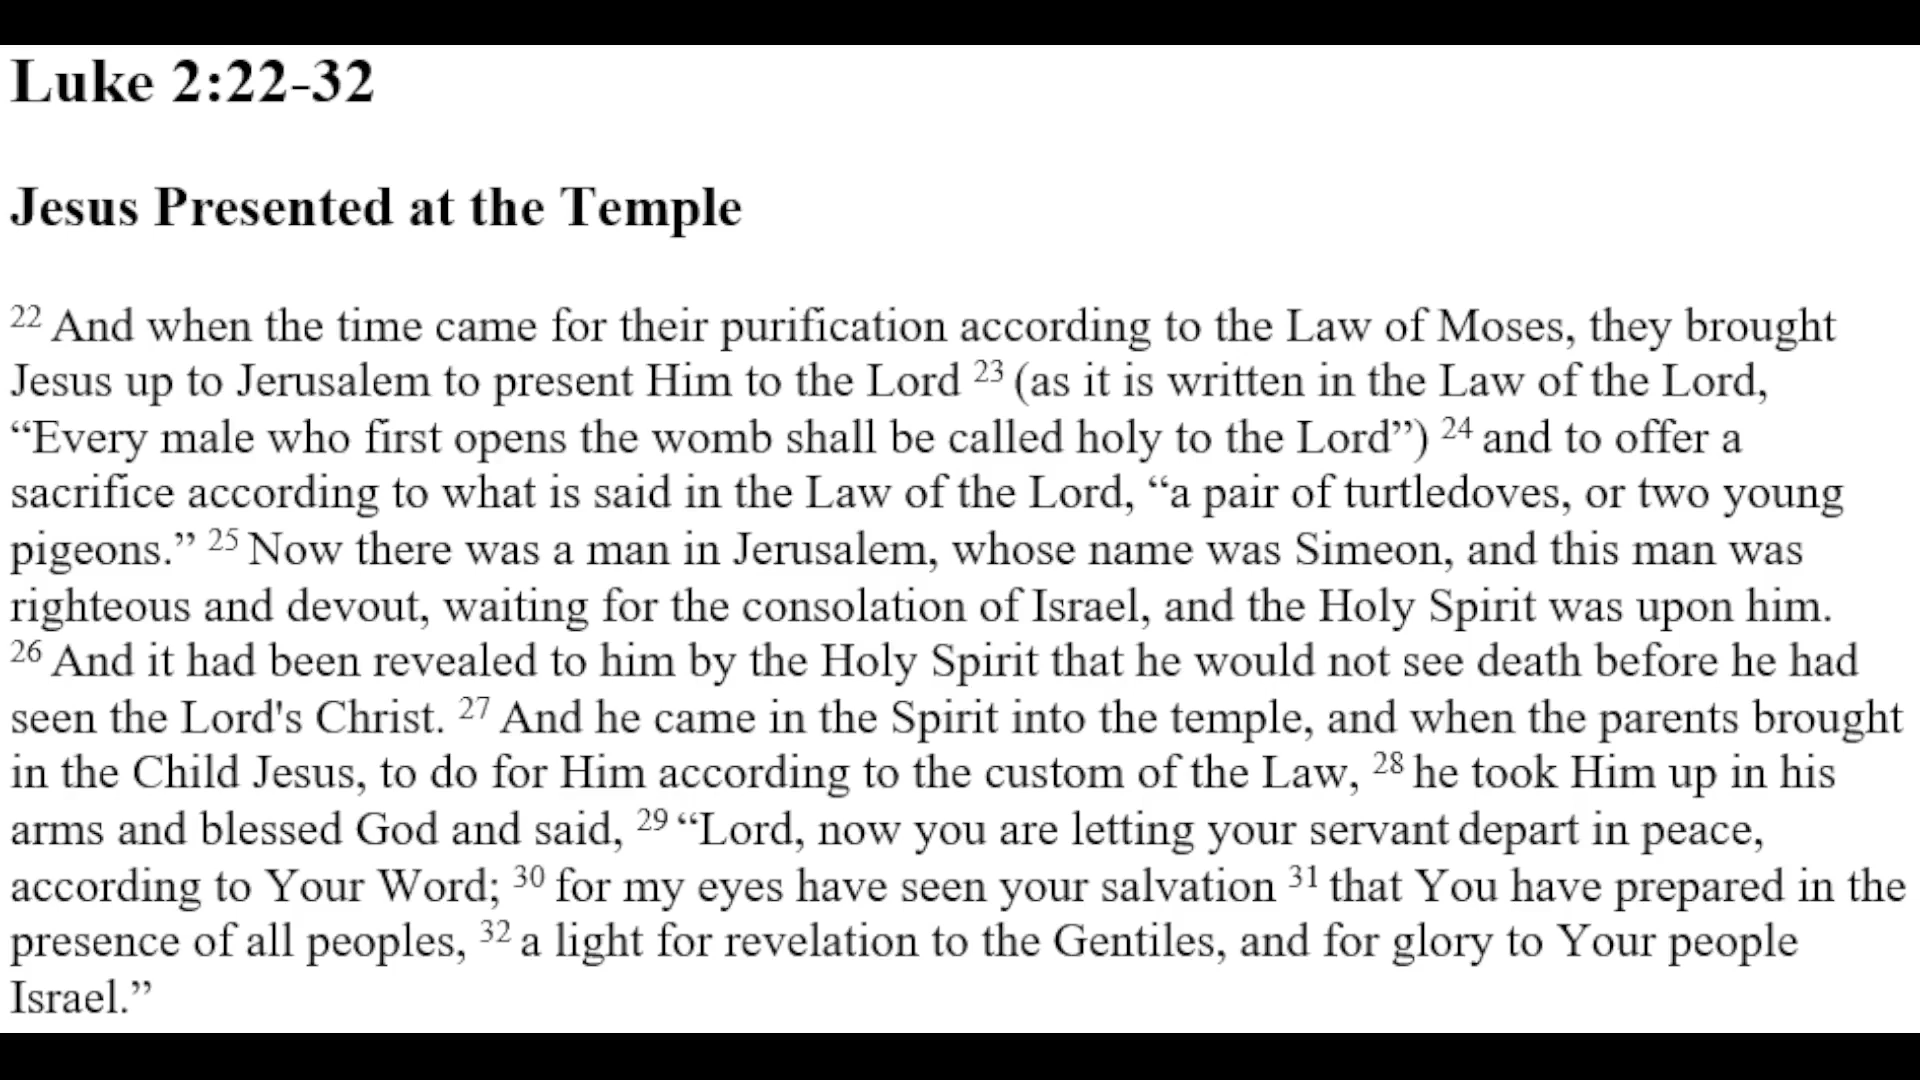 Luke 2:22-32
Jesus Presented at the Temple
22 And when the time came for their purification according to the Law of Moses, they brought
Jesus up to Jerusalem to present Him to the Lord 23 (as it is written in the Law of the Lord,
“Every male who first opens the womb shall be called holy to the Lord”) 24 and to offer a
sacrifice according to what is said in the Law of the Lord, “a pair of turtledoves, or two young
pigeons.” 25 Now there was a man in Jerusalem, whose name was Simeon, and this man was
righteous and devout, waiting for the consolation of Israel, and the Holy Spirit was upon him.
26 And it had been revealed to him by the Holy Spirit that he would not see death before he had
seen the Lord's Christ. 27 And he came in the Spirit into the temple, and when the parents brought
in the Child Jesus, to do for Him according to the custom of the Law, 28 he took Him up in his
arms and blessed God and said, 29 “Lord, now you are letting your servant depart in peace,
according to Your Word; 30 for my eyes have seen your salvation 31 that You have prepared in the
presence of all peoples, 32 a light for revelation to the Gentiles, and for glory to Your people
Israel.”